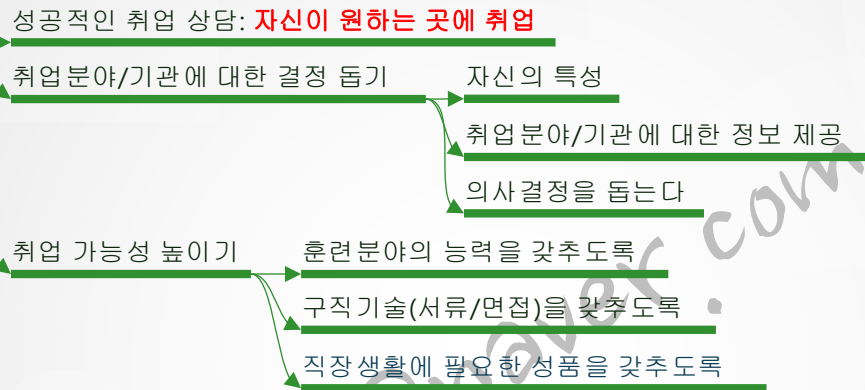 성공적인 취업 상담: 자신이 원하는 곳에 취업
취업분야/기관에 대한 결정 돕기
자신의 특성
취업분야/기관에 대한 정보 제공
의사결정을 돕는다
취업 가능성 높이기
훈련분야의 능력을 갖추도록
구직기술(서류/면접)을 갖추도록
직장생활에 필요한 성품을 갖추도록
@naver.com